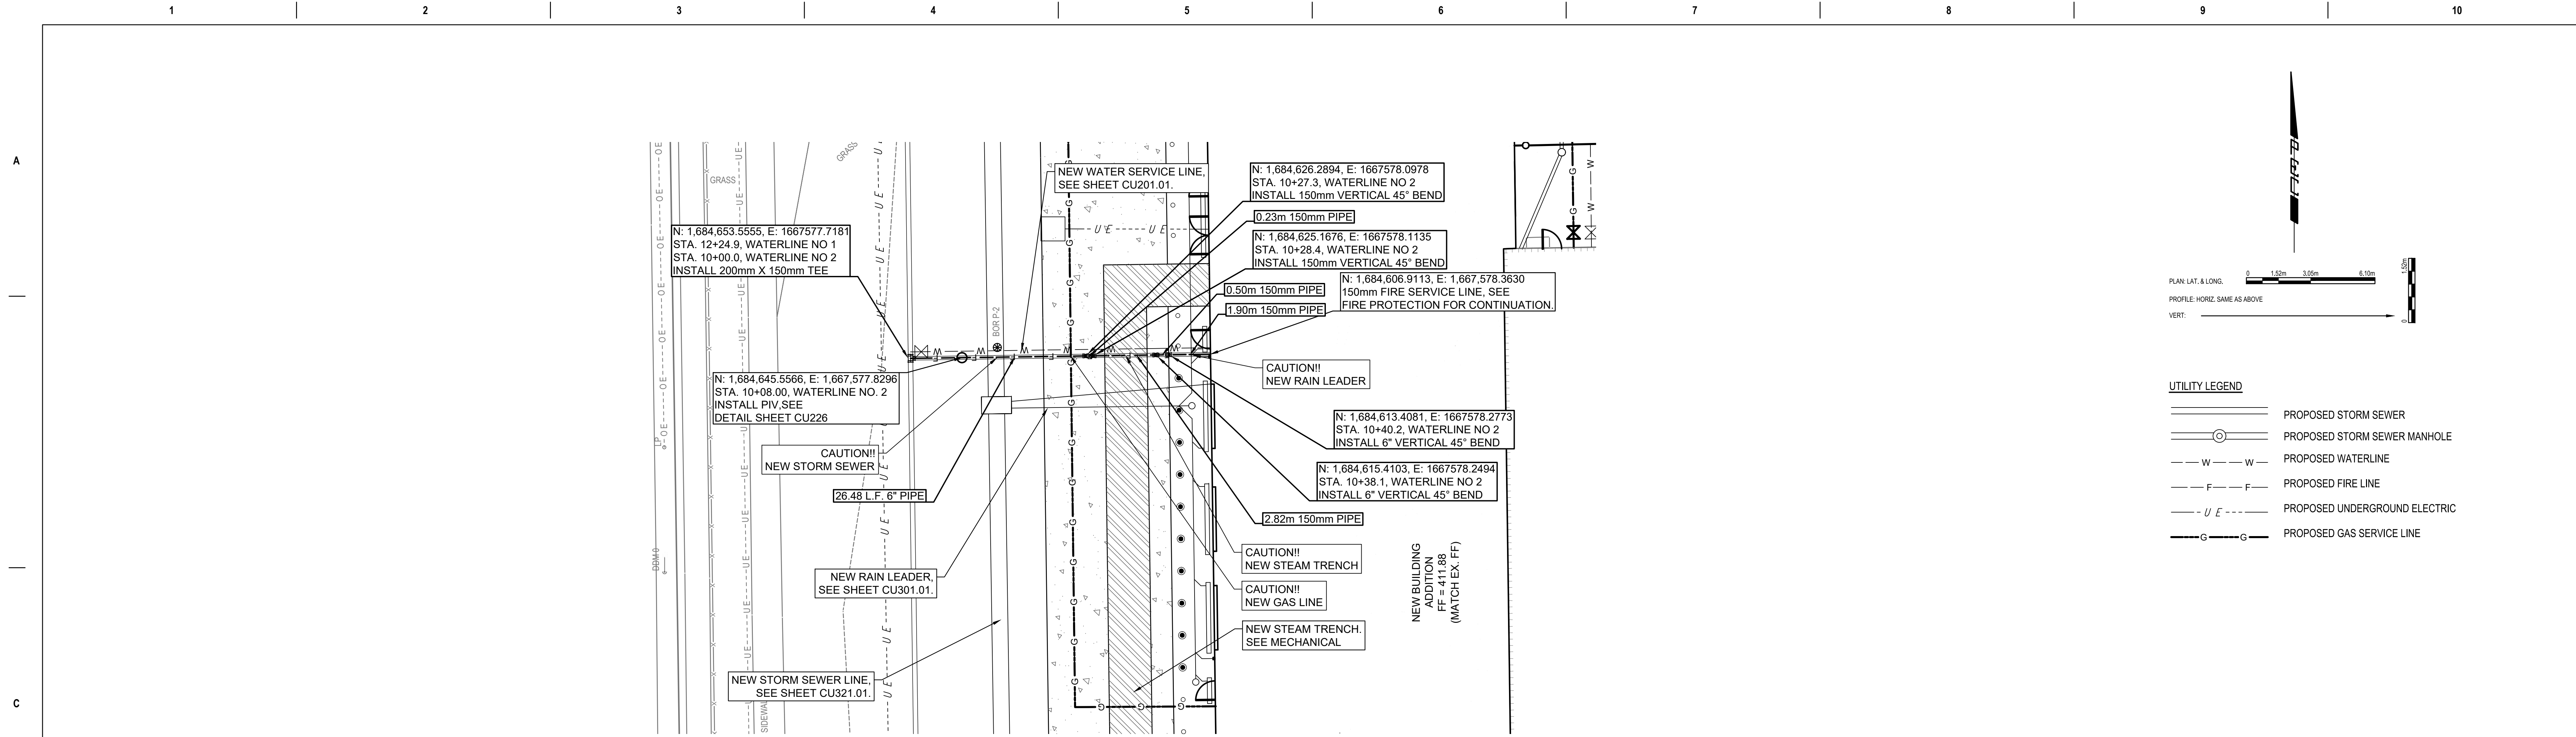 1
2
3
4
5
6
7
8
9
10
A
C
GRASS
GRASS
NEW WATER SERVICE LINE,
SEE SHEET CU201.01.
N: 1,684,626.2894, E: 1667578.0978
STA. 10+27.3, WATERLINE NO 2
INSTALL 150mm VERTICAL 45° BEND
0.23m 150mm PIPE
N: 1,684,653.5555, E: 1667577.7181
STA. 12+24.9, WATERLINE NO 1
STA. 10+00.0, WATERLINE NO 2
INSTALL 200mm X 150mm TEE
N: 1,684,625.1676, E: 1667578.1135
STA. 10+28.4, WATERLINE NO 2
INSTALL 150mm VERTICAL 45° BEND
N: 1,684,606.9113, E: 1,667,578.3630
150mm FIRE SERVICE LINE, SEE
FIRE PROTECTION FOR CONTINUATION.
0.50m 150mm PIPE
1.90m 150mm PIPE
BOR P-2
CAUTION!!
NEW RAIN LEADER
N: 1,684,645.5566, E: 1,667,577.8296
STA. 10+08.00, WATERLINE NO. 2
INSTALL PIV,SEE
DETAIL SHEET CU226
N: 1,684,613.4081, E: 1667578.2773
STA. 10+40.2, WATERLINE NO 2
INSTALL 6" VERTICAL 45° BEND
CAUTION!!
NEW STORM SEWER
N: 1,684,615.4103, E: 1667578.2494
STA. 10+38.1, WATERLINE NO 2
INSTALL 6" VERTICAL 45° BEND
26.48 L.F. 6" PIPE
2.82m 150mm PIPE
CAUTION!!
NEW STEAM TRENCH
NEW RAIN LEADER,
SEE SHEET CU301.01.
CAUTION!!
NEW GAS LINE
NEW BUILDING
ADDITION
FF = 411.88
(MATCH EX. FF)
NEW STEAM TRENCH.
SEE MECHANICAL
NEW STORM SEWER LINE,
SEE SHEET CU321.01.
LP
OE
UE
U E
G
W
F
X
PLAN: LAT. & LONG.
0 1.52m 3.05m 6.10m
PROFILE: HORIZ. SAME AS ABOVE
VERT:
0 1.52m
UTILITY LEGEND
PROPOSED STORM SEWER
PROPOSED STORM SEWER MANHOLE
W W PROPOSED WATERLINE
F F PROPOSED FIRE LINE
U E PROPOSED UNDERGROUND ELECTRIC
G G PROPOSED GAS SERVICE LINE